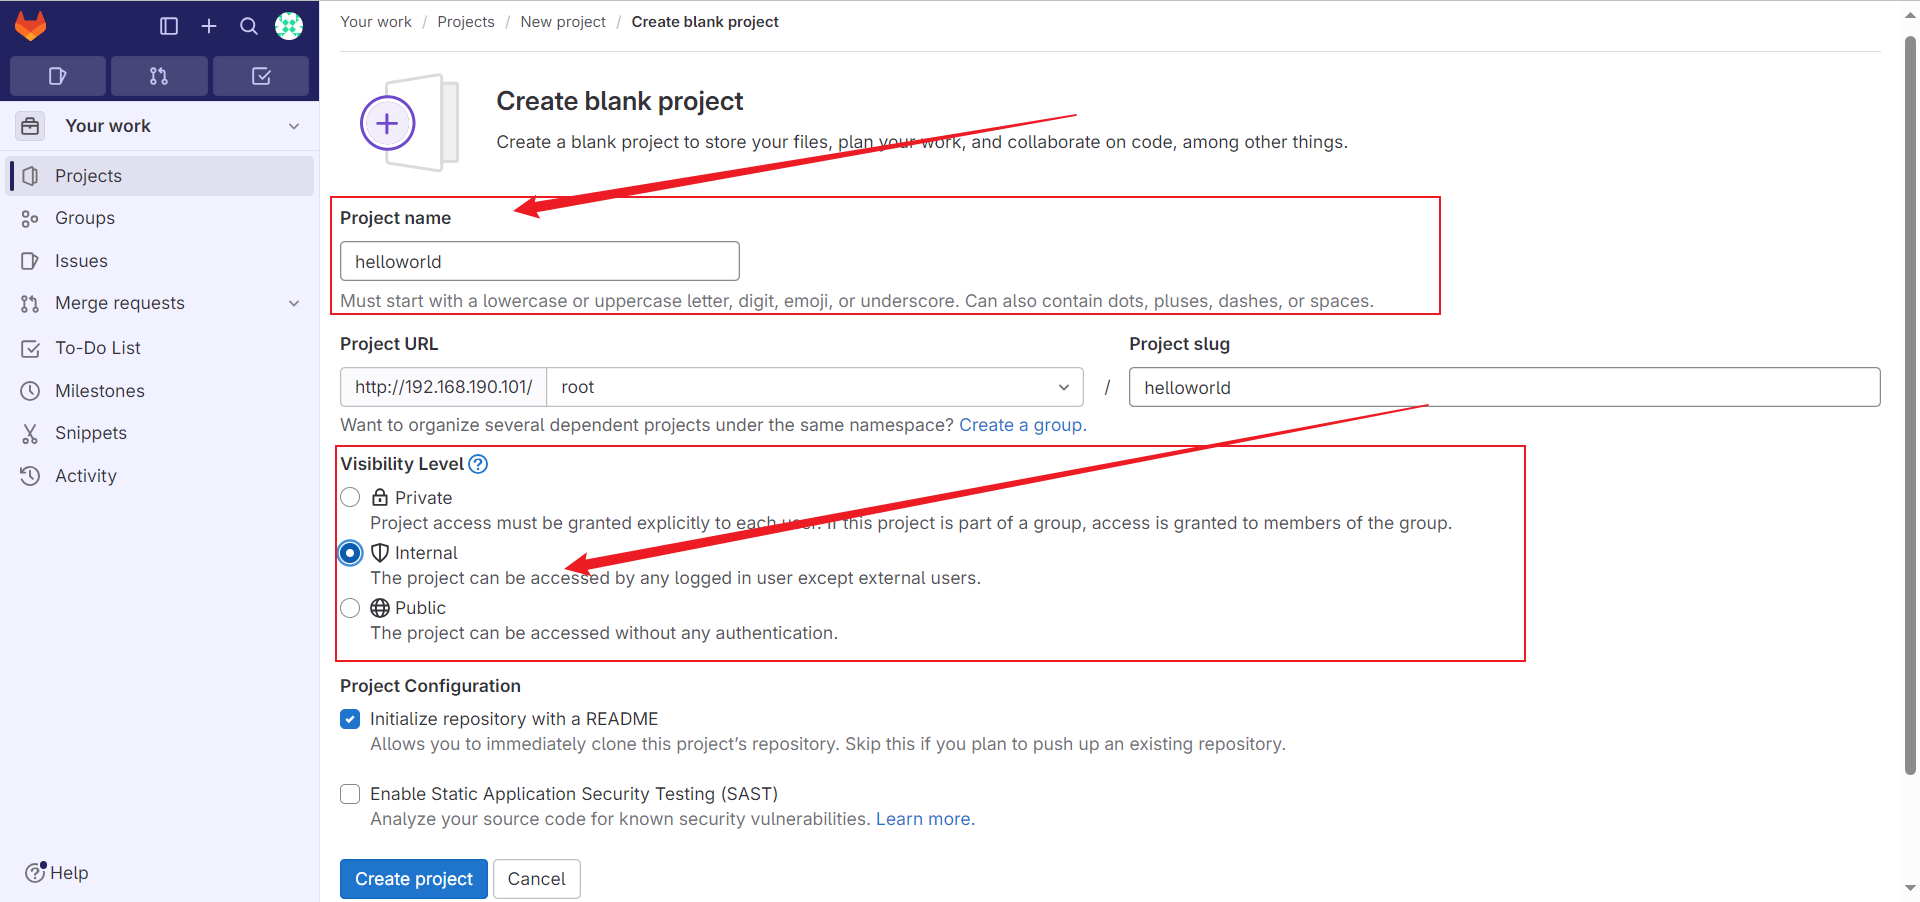 Your work / Projects / New project / Create blank project
Your work
Projects
Groups
Issues
Merge requests
To-Do List
Milestones
Snippets
Activity
Help
Create blank project
Create a blank project to store your files, plan your work, and collaborate on code, among other things.
Project name
helloworld
Must start with a lowercase or uppercase letter, digit, emoji, or underscore. Can also contain dots, pluses, dashes, or spaces.
Project URL
Project slug
http://192.168.190.101/ root / helloworld
Want to organize several dependent projects under the same namespace? Create a group.
Visibility Level
Private
Project access must be granted explicitly to each user. If this project is part of a group, access is granted to members of the group.
Internal
The project can be accessed by any logged in user except external users.
Public
The project can be accessed without any authentication.
Project Configuration
Initialize repository with a README
Allows you to immediately clone this project’s repository. Skip this if you plan to push up an existing repository.
Enable Static Application Security Testing (SAST)
Analyze your source code for known security vulnerabilities. Learn more.
Create project
Cancel